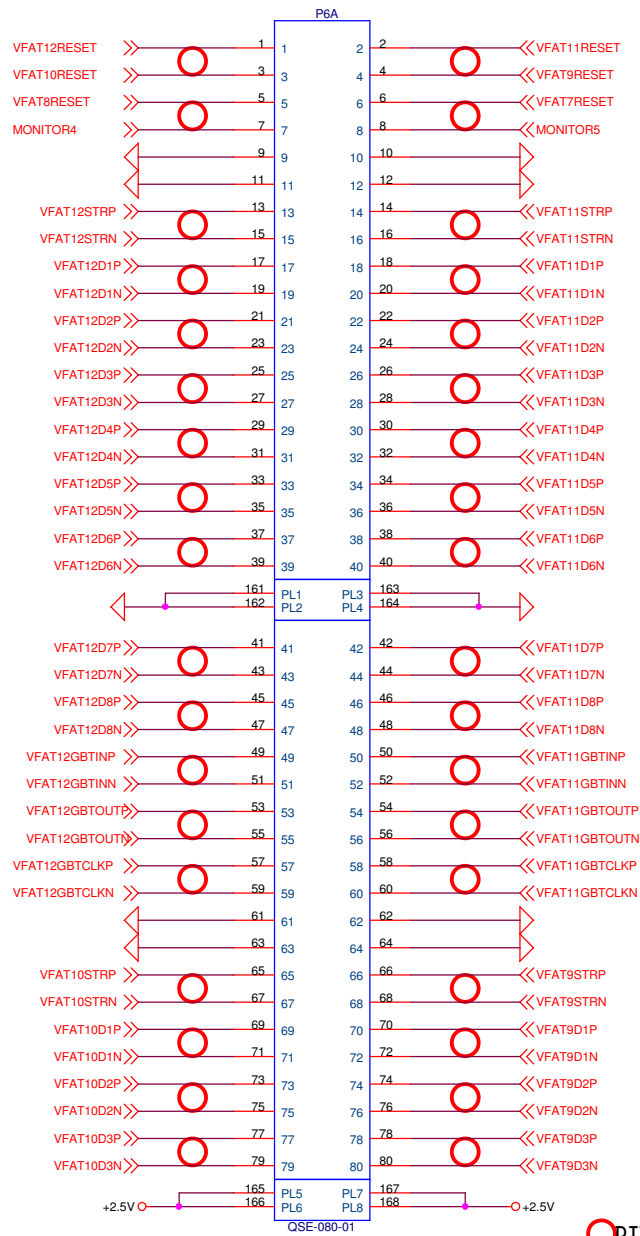 P6A
VFAT12RESET 1 1 2 2 VFAT11RESET
VFAT10RESET 3 3 4 4 VFAT9RESET
VFAT8RESET 5 5 6 6 VFAT7RESET
MONITOR4 7 7 8 8 MONITOR5
9 9 10 10
11 11 12 12
VFAT12STRP 13 13 14 14 VFAT11STRP
VFAT12STRN 15 15 16 16 VFAT11STRN
VFAT12D1P 17 17 18 18 VFAT11D1P
VFAT12D1N 19 19 20 20 VFAT11D1N
VFAT12D2P 21 21 22 22 VFAT11D2P
VFAT12D2N 23 23 24 24 VFAT11D2N
VFAT12D3P 25 25 26 26 VFAT11D3P
VFAT12D3N 27 27 28 28 VFAT11D3N
VFAT12D4P 29 29 30 30 VFAT11D4P
VFAT12D4N 31 31 32 32 VFAT11D4N
VFAT12D5P 33 33 34 34 VFAT11D5P
VFAT12D5N 35 35 36 36 VFAT11D5N
VFAT12D6P 37 37 38 38 VFAT11D6P
VFAT12D6N 39 39 40 40 VFAT11D6N
161 PL1 PL3 163
162 PL2 PL4 164
VFAT12D7P 41 41 42 42 VFAT11D7P
VFAT12D7N 43 43 44 44 VFAT11D7N
VFAT12D8P 45 45 46 46 VFAT11D8P
VFAT12D8N 47 47 48 48 VFAT11D8N
VFAT12GBTINP 49 49 50 50 VFAT11GBTINP
VFAT12GBTINN 51 51 52 52 VFAT11GBTINN
VFAT12GBTOUTP 53 53 54 54 VFAT11GBTOUTP
VFAT12GBTOUTN 55 55 56 56 VFAT11GBTOUTN
VFAT12GBTCLKP 57 57 58 58 VFAT11GBTCLKP
VFAT12GBTCLKN 59 59 60 60 VFAT11GBTCLKN
61 61 62 62
63 63 64 64
VFAT10STRP 65 65 66 66 VFAT9STRP
VFAT10STRN 67 67 68 68 VFAT9STRN
VFAT10D1P 69 69 70 70 VFAT9D1P
VFAT10D1N 71 71 72 72 VFAT9D1N
VFAT10D2P 73 73 74 74 VFAT9D2P
VFAT10D2N 75 75 76 76 VFAT9D2N
VFAT10D3P 77 77 78 78 VFAT9D3P
VFAT10D3N 79 79 80 80 VFAT9D3N
165 PL5 PL7 167
+2.5V 166 PL6 PL8 168 +2.5V
QSE-080-01